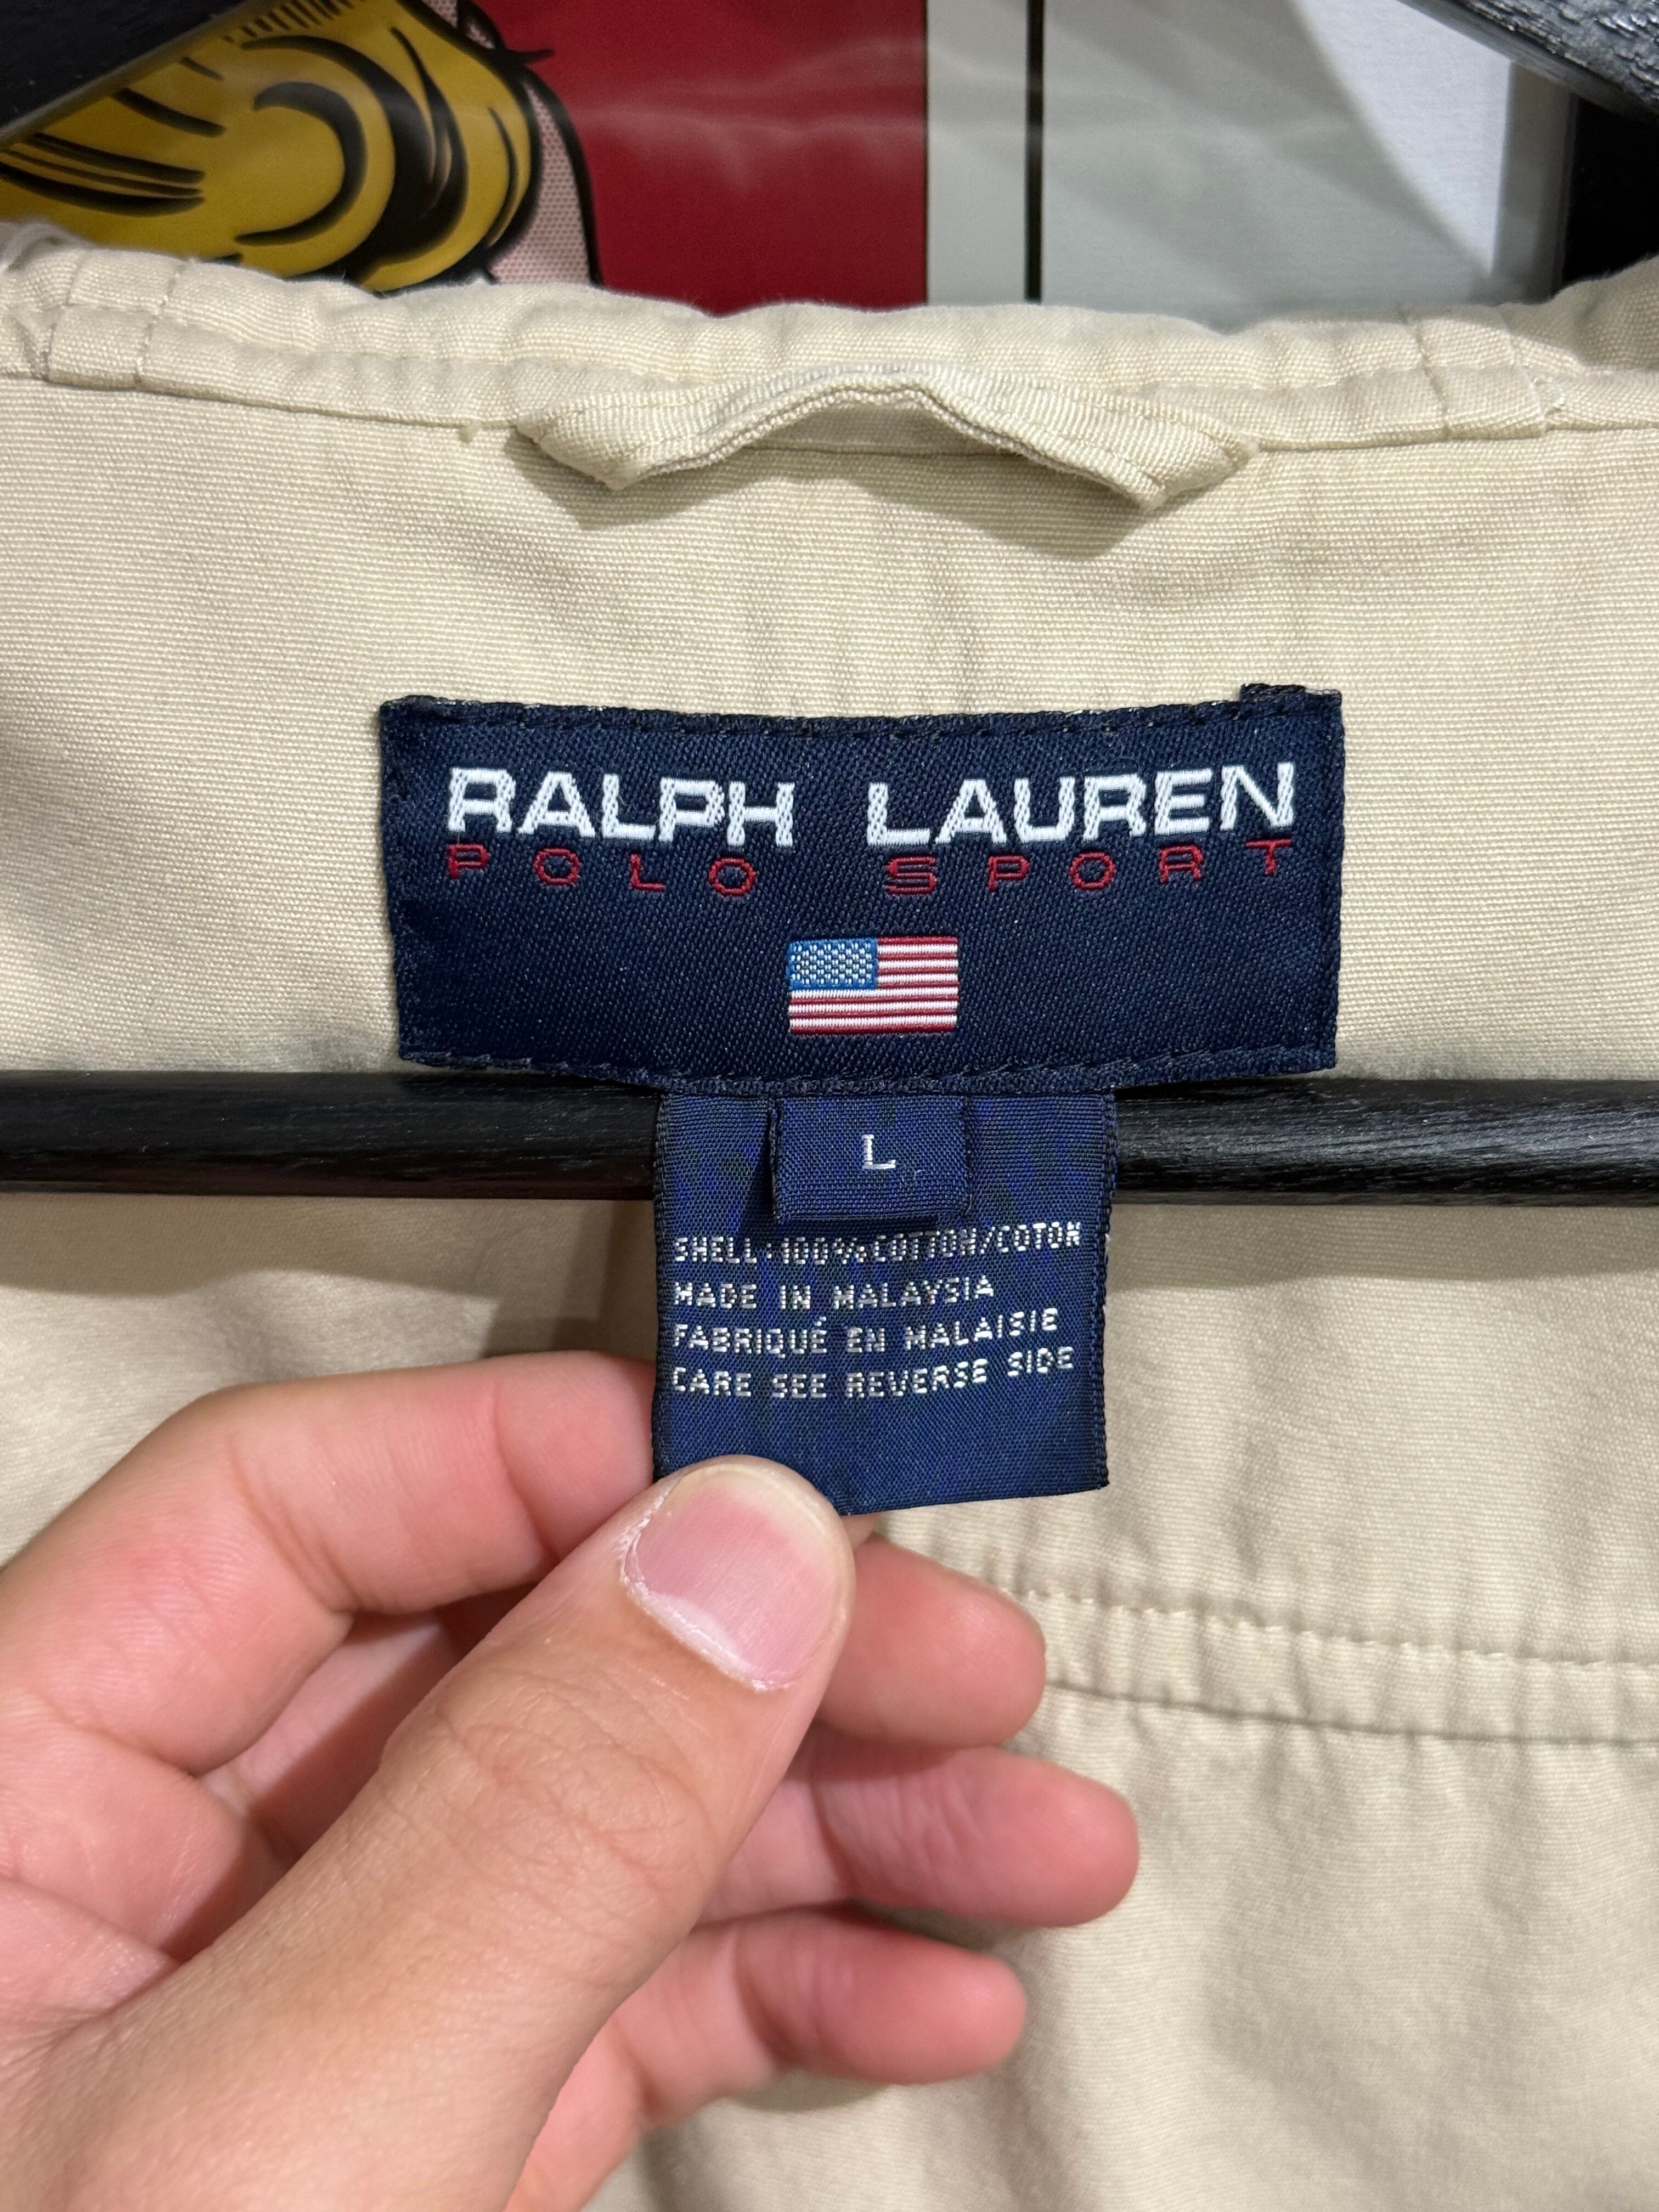 RALPH LAUREN
POLO SPORT
L
SHELL:100%COTTON/COTON
MADE IN MALAYSIA
FABRIQUÉ EN MALAISIE
CARE SEE REVERSE SIDE